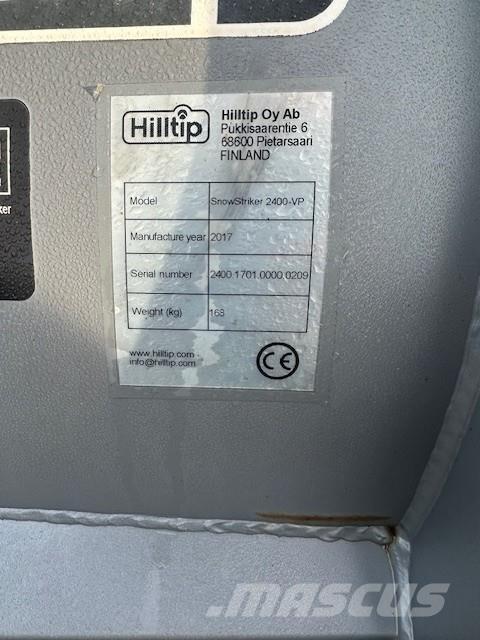 Hilltip
Hilltip Oy Ab
Pukkisaarentie 6
68600 Pietarsaari
FINLAND
Model SnowStriker 2400-VP
Manufacture year 2017
Serial number 2400.1701.0000.0209
Weight (kg) 168
www.hilltip.com
info@hilltip.com
CE
ker
MASCUS